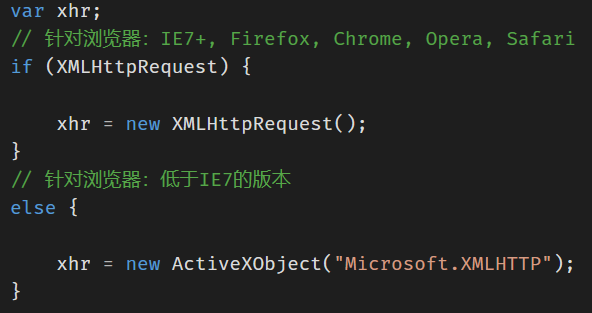 var xhr;
// 针对浏览器：IE7+, Firefox, Chrome, Opera, Safari
if (XMLHttpRequest) {
    xhr = new XMLHttpRequest();
}
// 针对浏览器：低于IE7的版本
else {
    xhr = new ActiveXObject("Microsoft.XMLHTTP");
}